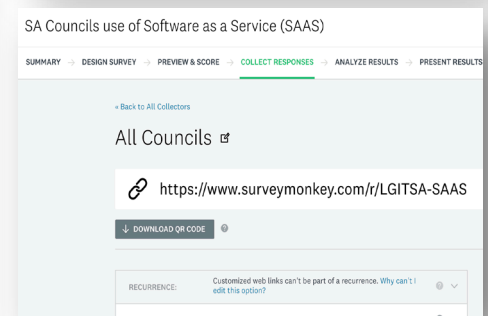 SA Councils use of Software as a Service (SAAS)
SUMMARY → DESIGN SURVEY → PREVIEW & SCORE → COLLECT RESPONSES → ANALYZE RESULTS → PRESENT RESULTS
« Back to All Collectors
All Councils
https://www.surveymonkey.com/r/LGITSA-SAAS
↓ DOWNLOAD QR CODE ?
RECURRENCE: Customized web links can't be part of a recurrence. Why can't I ?
edit this option?